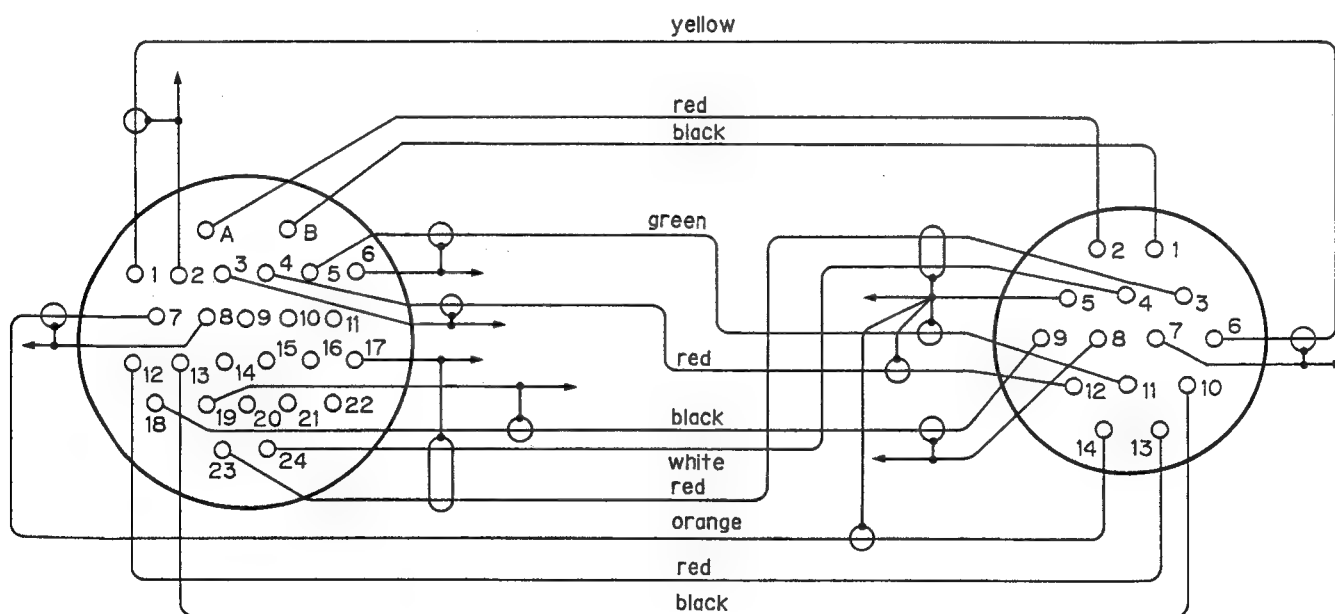 yellow
red
black
green
A B
2 1
1 2 3 4 5 6
5 4 3
7 8 9 10 11
9 8 7 6
red
12 13 14 15 16 17
12 11 10
18 19 20 21 22
black
14 13
23 24
white
red
orange
red
black